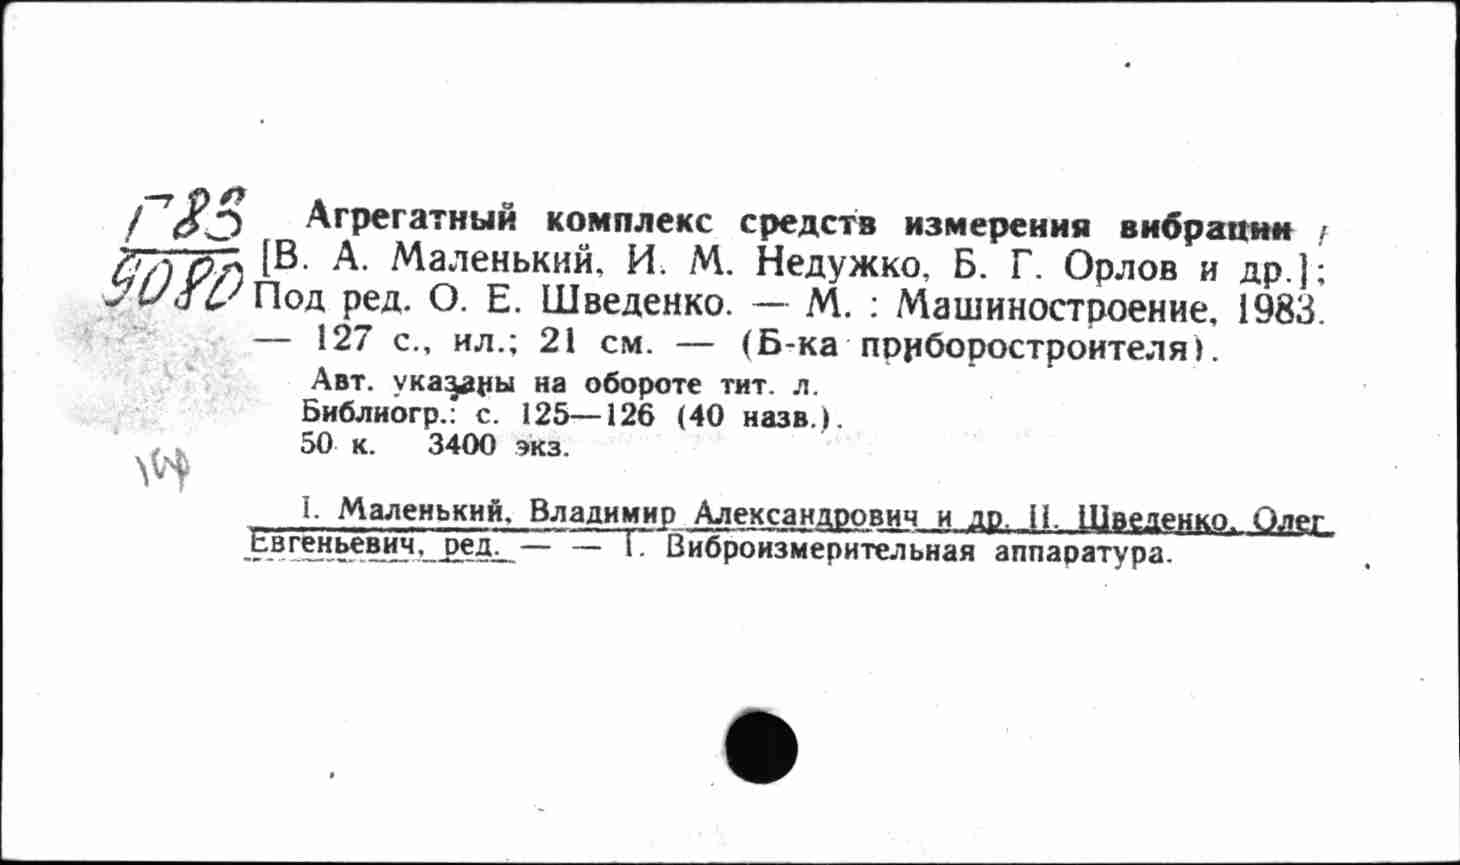 Г83
9080
Агрегатный комплекс средств измерения вибрации /
[В. А. Маленький, И. М. Недужко, Б. Г. Орлов и др.];
Под ред. О. Е. Шведенко. — М. : Машиностроение, 1983.
— 127 с., ил.; 21 см. — (Б-ка приборостроителя).
Авт. указаны на обороте тит. л.
Библиогр.: с. 125—126 (40 назв.).
50 к. 3400 экз.
I. Маленький, Владимир Александрович и др. II. Шведенко, Олег
Евгеньевич, ред. — — 1. Виброизмерительная аппаратура.